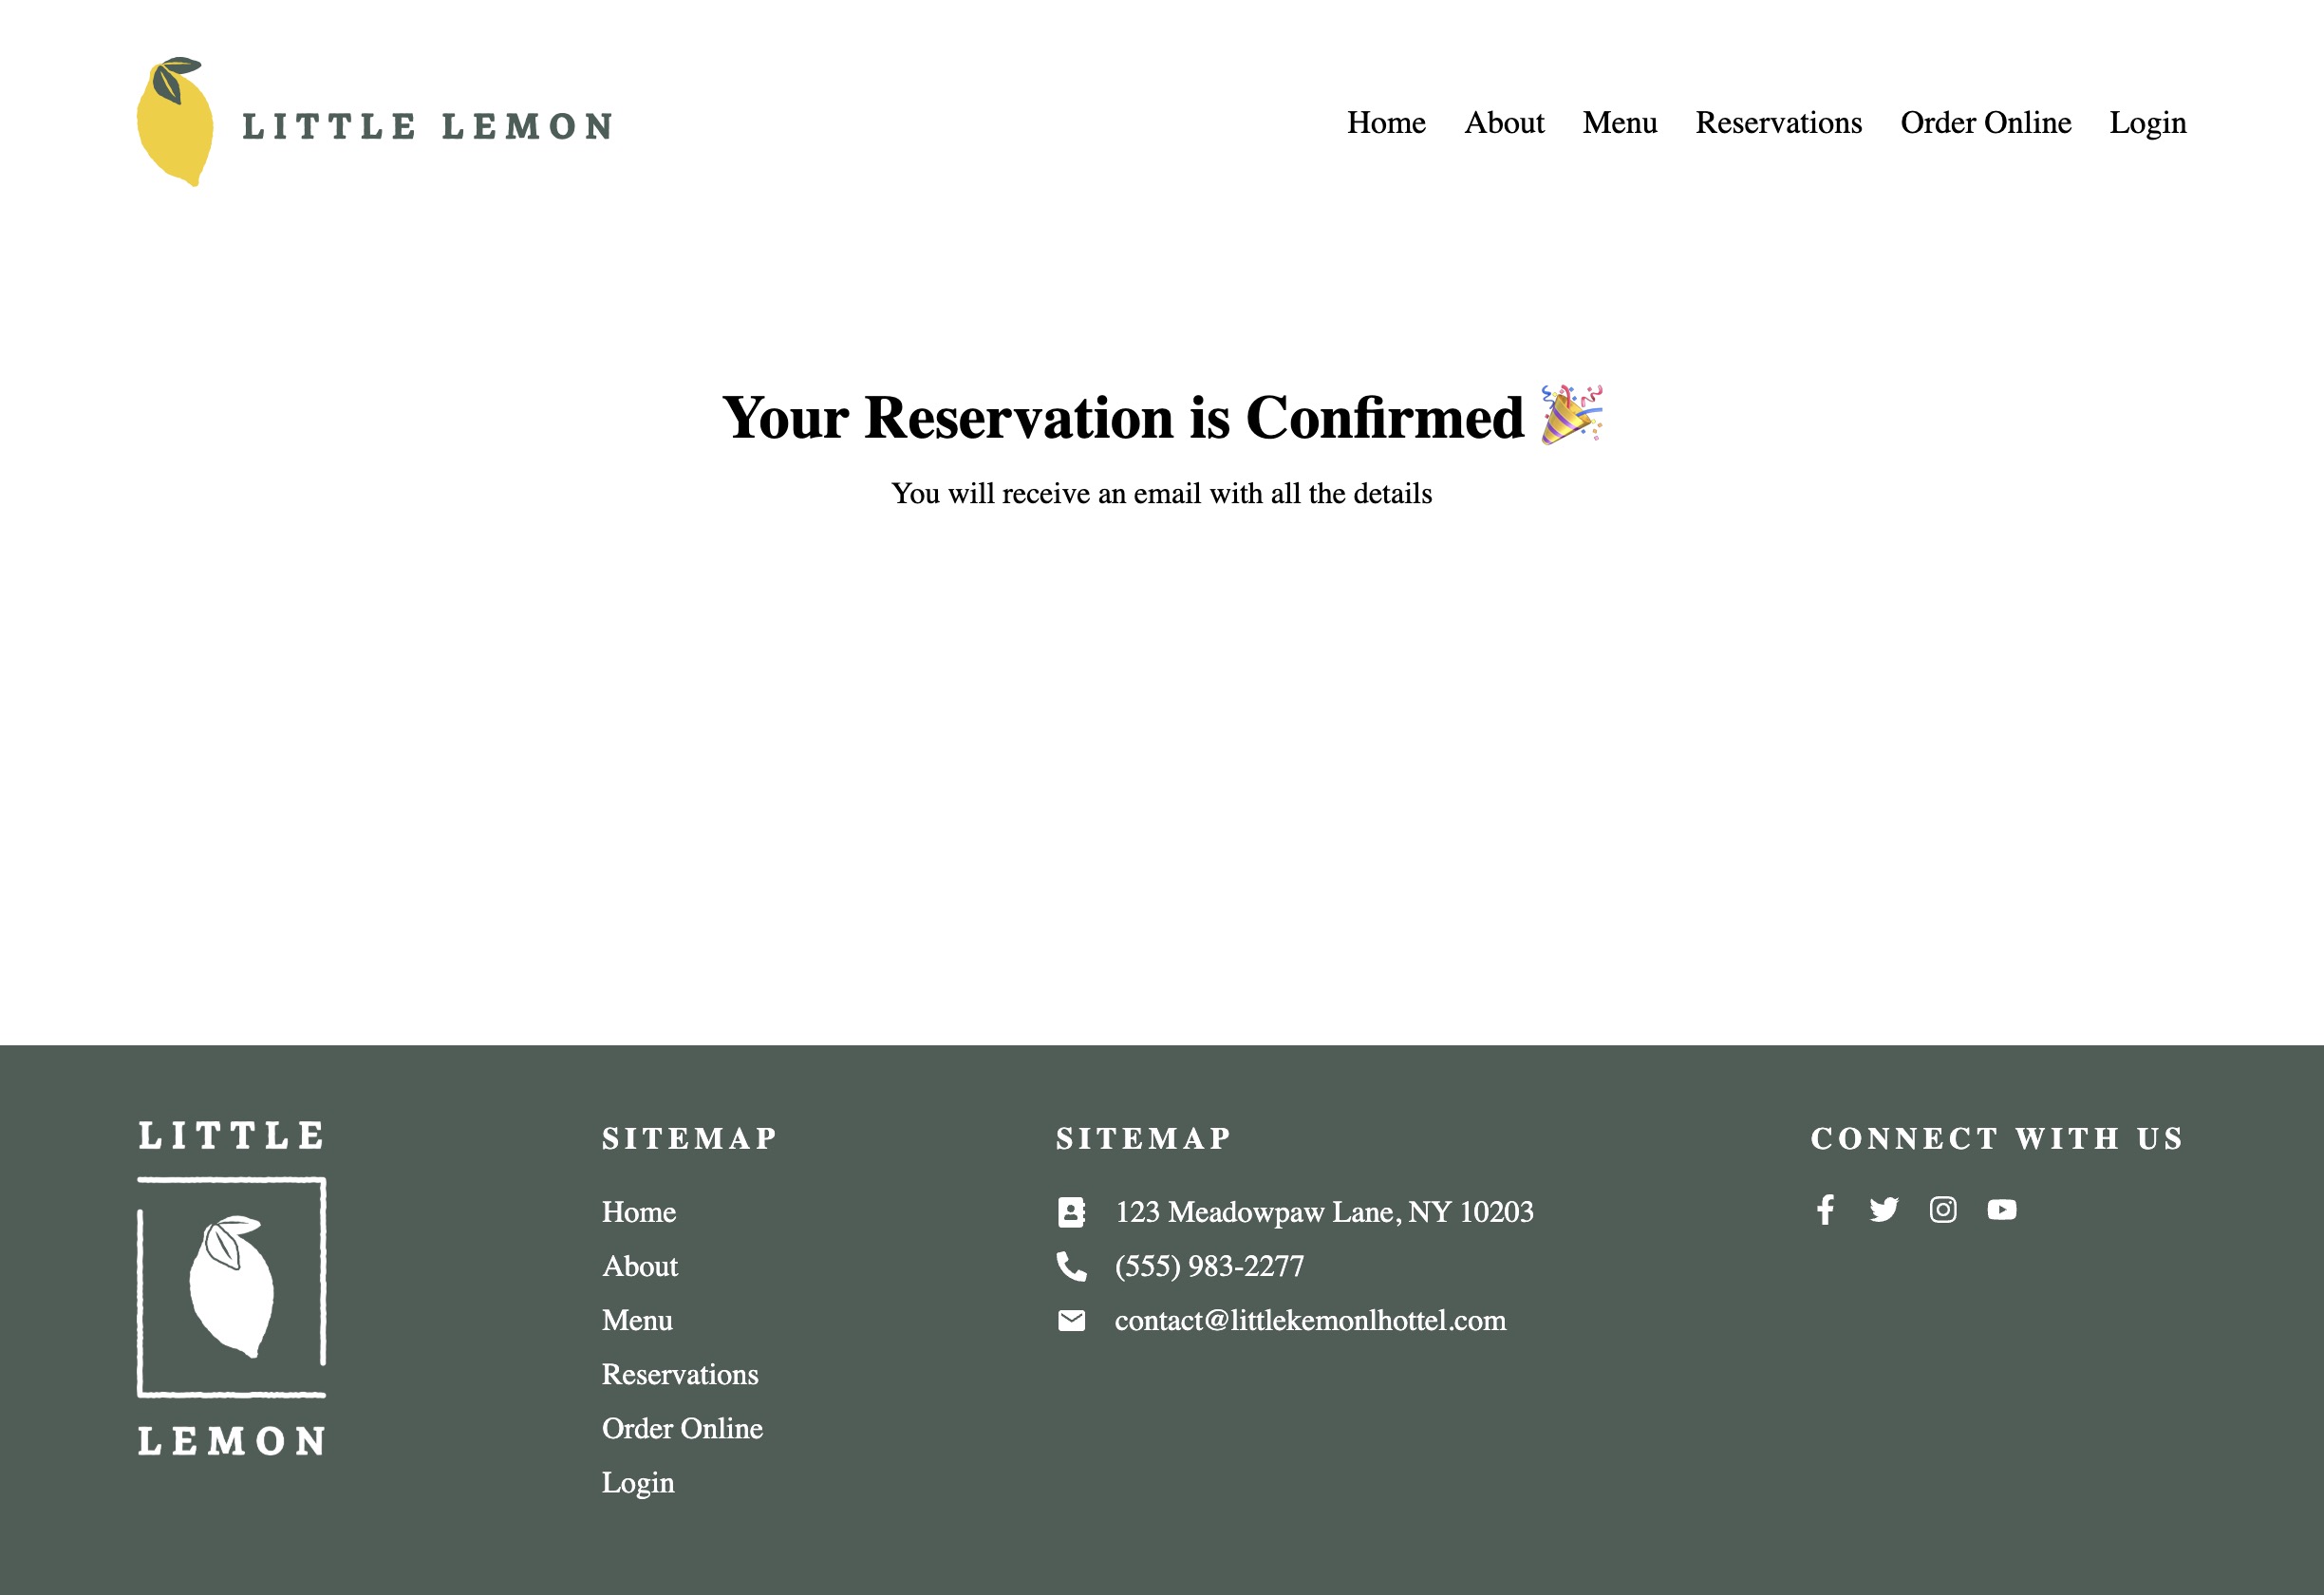 LITTLE LEMON
Home About Menu Reservations Order Online Login
Your Reservation is Confirmed 🎉
You will receive an email with all the details
LITTLE
LEMON
SITEMAP
Home
About
Menu
Reservations
Order Online
Login
SITEMAP
123 Meadowpaw Lane, NY 10203
(555) 983-2277
contact@littlekemonlhottel.com
CONNECT WITH US